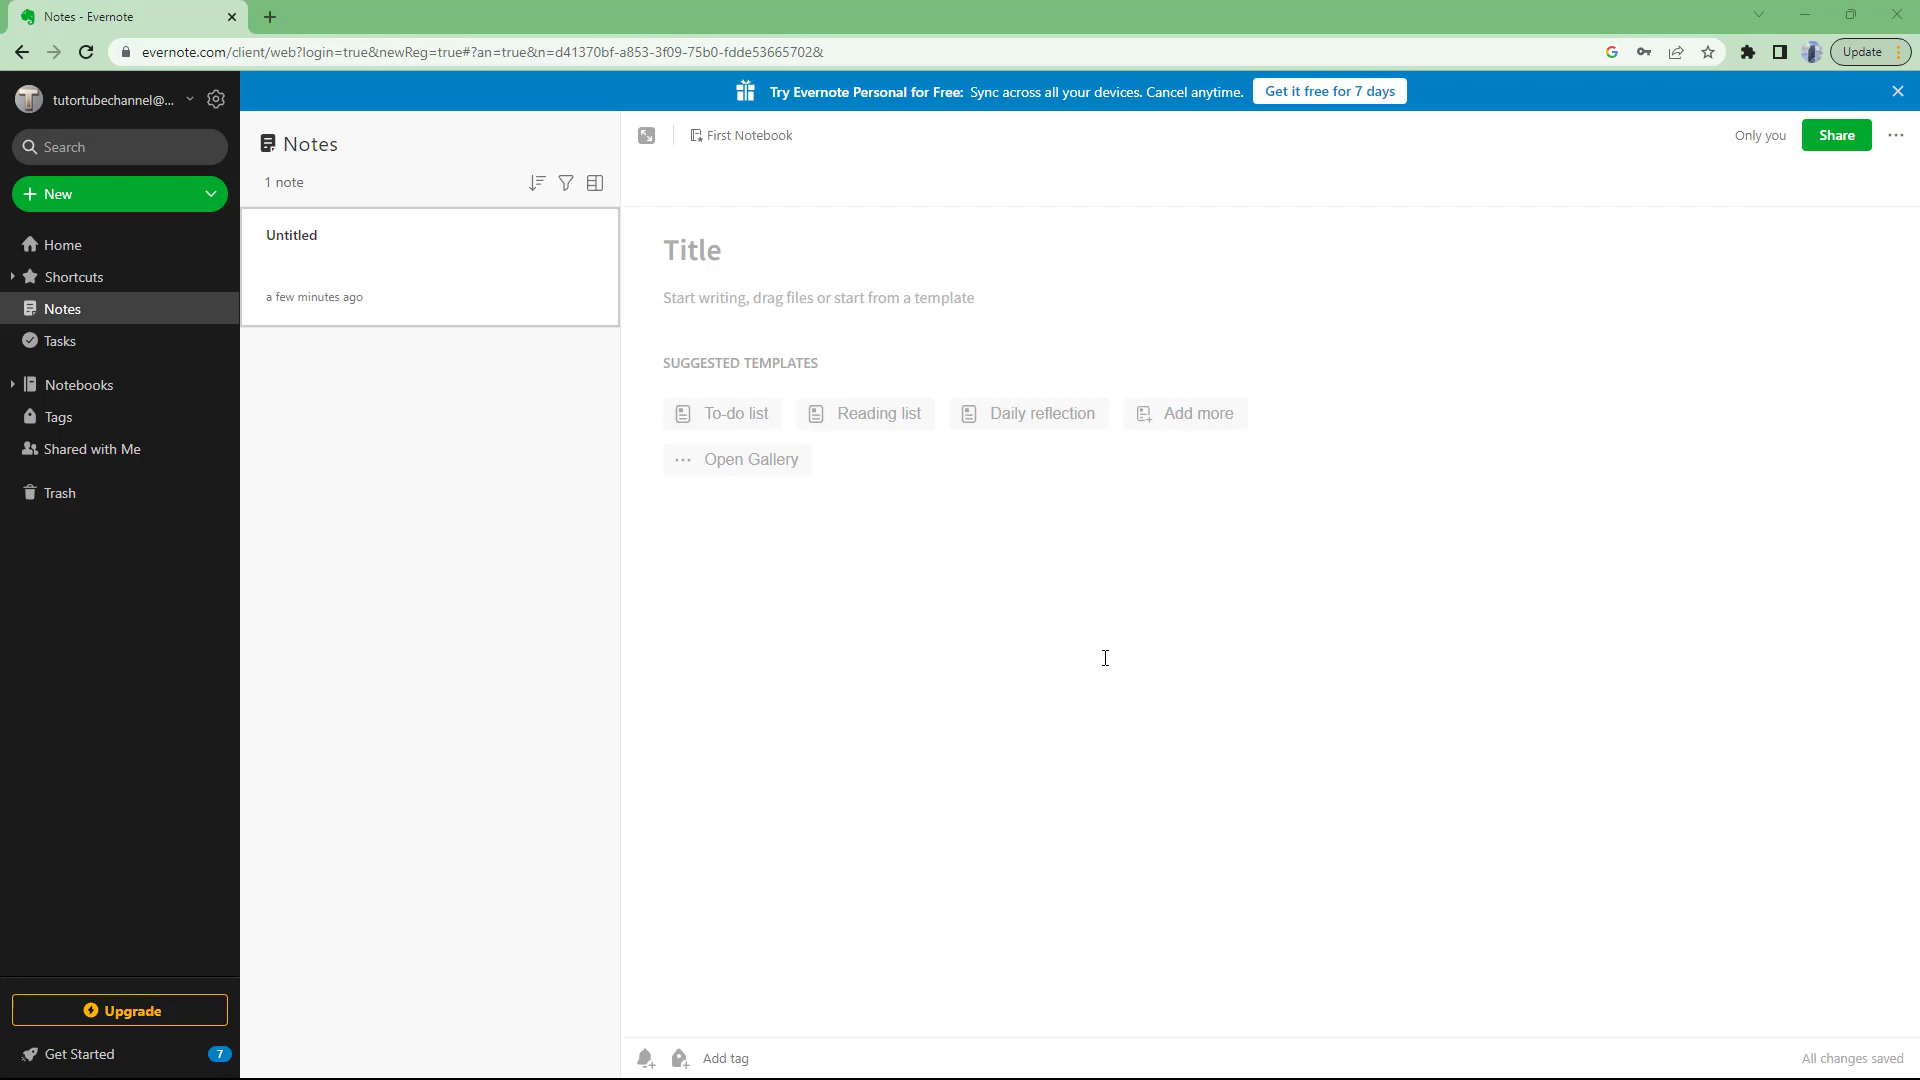 Notes - Evernote
evernote.com/client/web?login=true&newReg=true#?an=true&n=d41370bf-a853-3f09-75b0-fdde53665702&
Update
tutortubechannel@...
Try Evernote Personal for Free: Sync across all your devices. Cancel anytime.
Get it free for 7 days
Search
New
Home
Shortcuts
Notes
Tasks
Notebooks
Tags
Shared with Me
Trash
Upgrade
Get Started
7
Notes
1 note
Untitled
a few minutes ago
First Notebook
Only you
Share
Title
Start writing, drag files or start from a template
SUGGESTED TEMPLATES
To-do list
Reading list
Daily reflection
Add more
Open Gallery
Add tag
All changes saved